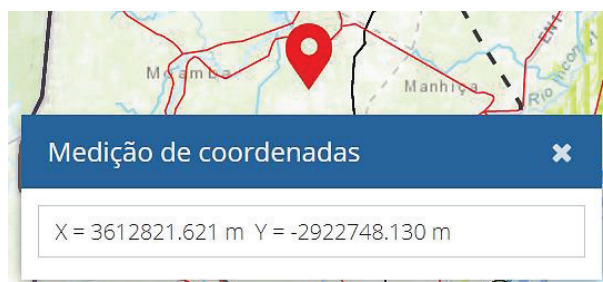 Moamba
Manhiça
EN1
Rio Incomati
Medição de coordenadas
X = 3612821.621 m Y = -2922748.130 m